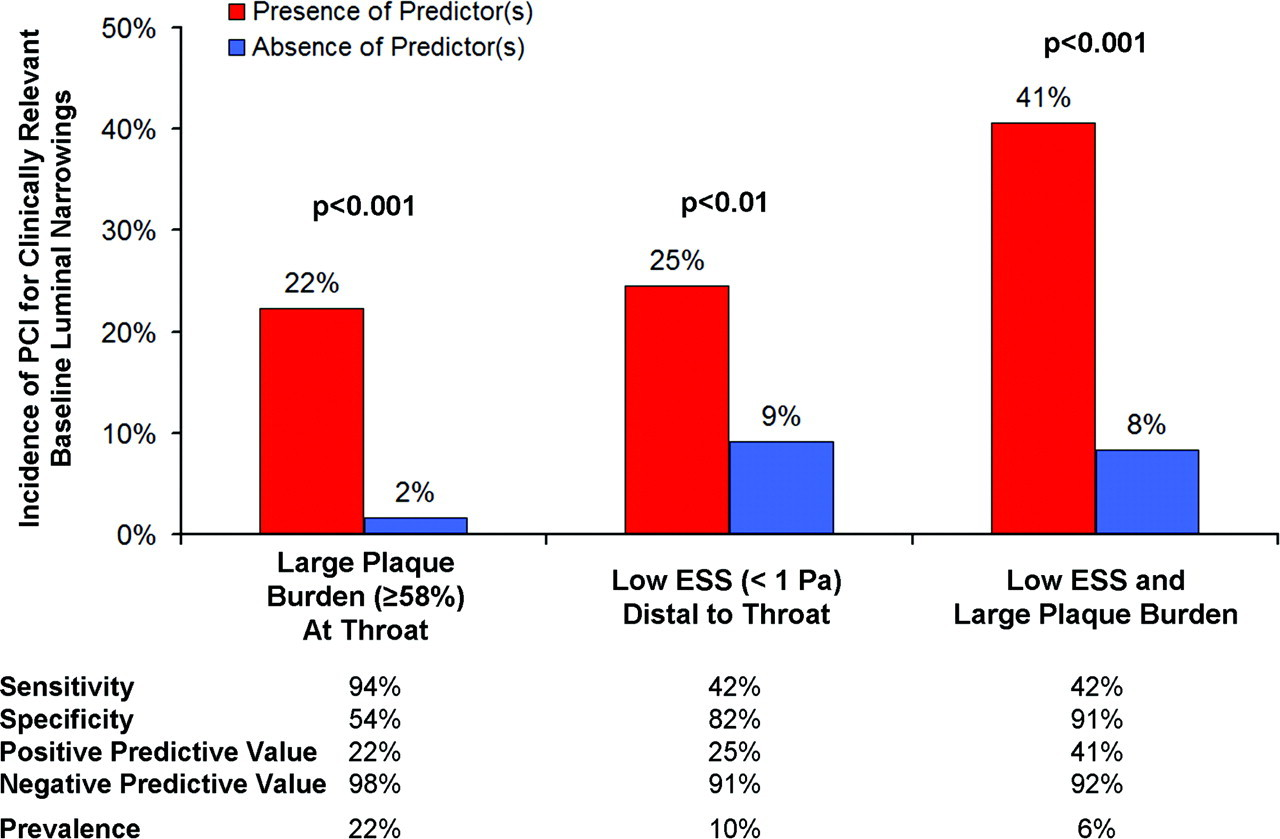 Presence of Predictor(s)
Absence of Predictor(s)
Incidence of PCI for Clinically Relevant
Baseline Luminal Narrowings
50%
40%
30%
20%
10%
0%
p<0.001
22%
2%
p<0.01
25%
9%
p<0.001
41%
8%
Large Plaque
Burden (≥58%)
At Throat
Low ESS (< 1 Pa)
Distal to Throat
Low ESS and
Large Plaque Burden
Sensitivity 94% 42% 42%
Specificity 54% 82% 91%
Positive Predictive Value 22% 25% 41%
Negative Predictive Value 98% 91% 92%
Prevalence 22% 10% 6%